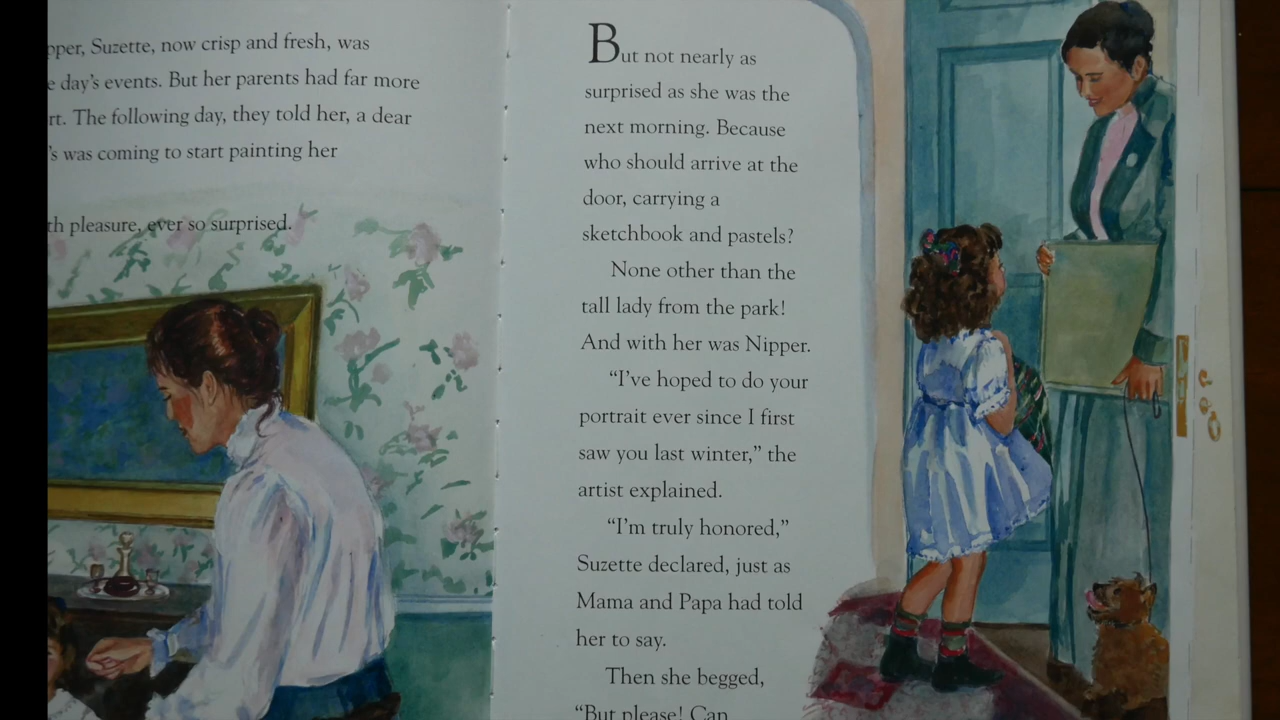 pper, Suzette, now crisp and fresh, was
e day's events. But her parents had far more
rt. The following day, they told her, a dear
's was coming to start painting her
th pleasure, ever so surprised.
But not nearly as
surprised as she was the
next morning. Because
who should arrive at the
door, carrying a
sketchbook and pastels?
None other than the
tall lady from the park!
And with her was Nipper.
“I've hoped to do your
portrait ever since I first
saw you last winter,” the
artist explained.
“I'm truly honored,”
Suzette declared, just as
Mama and Papa had told
her to say.
Then she begged,
“But please! Can